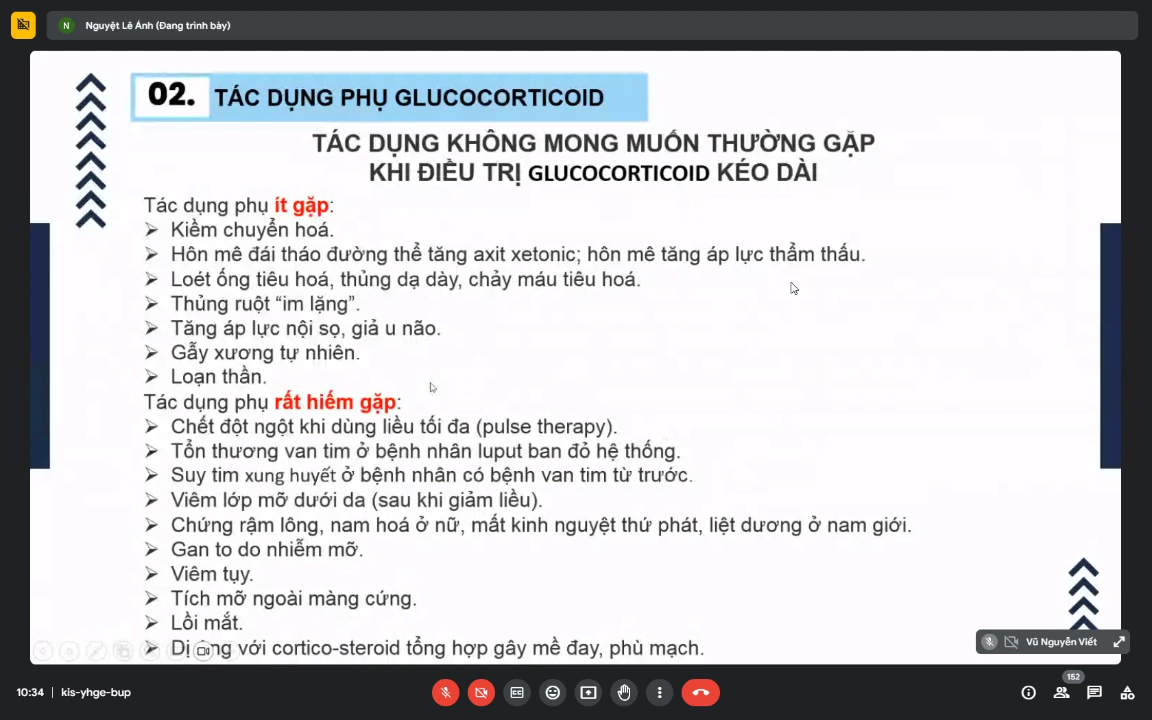 N Nguyệt Lê Ánh (Đang trình bày)
02. TÁC DỤNG PHỤ GLUCOCORTICOID
TÁC DỤNG KHÔNG MONG MUỐN THƯỜNG GẶP
KHI ĐIỀU TRỊ GLUCOCORTICOID KÉO DÀI
Tác dụng phụ ít gặp:
Kiềm chuyển hoá.
Hôn mê đái tháo đường thể tăng axit xetonic; hôn mê tăng áp lực thẩm thấu.
Loét ống tiêu hoá, thủng dạ dày, chảy máu tiêu hoá.
Thủng ruột “im lặng”.
Tăng áp lực nội sọ, giả u não.
Gẫy xương tự nhiên.
Loạn thần.
Tác dụng phụ rất hiếm gặp:
Chết đột ngột khi dùng liều tối đa (pulse therapy).
Tổn thương van tim ở bệnh nhân luput ban đỏ hệ thống.
Suy tim xung huyết ở bệnh nhân có bệnh van tim từ trước.
Viêm lớp mỡ dưới da (sau khi giảm liều).
Chứng rậm lông, nam hoá ở nữ, mất kinh nguyệt thứ phát, liệt dương ở nam giới.
Gan to do nhiễm mỡ.
Viêm tụy.
Tích mỡ ngoài màng cứng.
Lồi mắt.
với cortico-steroid tổng hợp gây mề đay, phù mạch.
Vũ Nguyễn Viết
10:34 | kis-yhge-bup
152